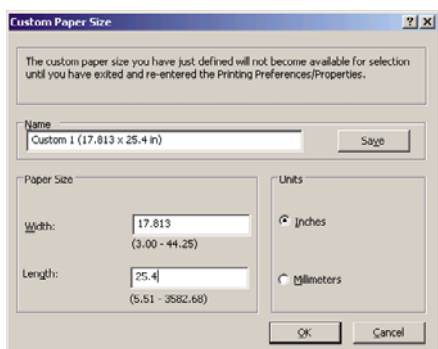 Custom Paper Size
The custom paper size you have just defined will not become available for selection
until you have exited and re-entered the Printing Preferences/Properties.
Name
Custom 1 (17.813 x 25.4 in)
Save
Paper Size
Width:
17.813
(3.00 - 44.25)
Length:
25.4
(5.51 - 3582.68)
Units
Inches
Millimeters
OK
Cancel